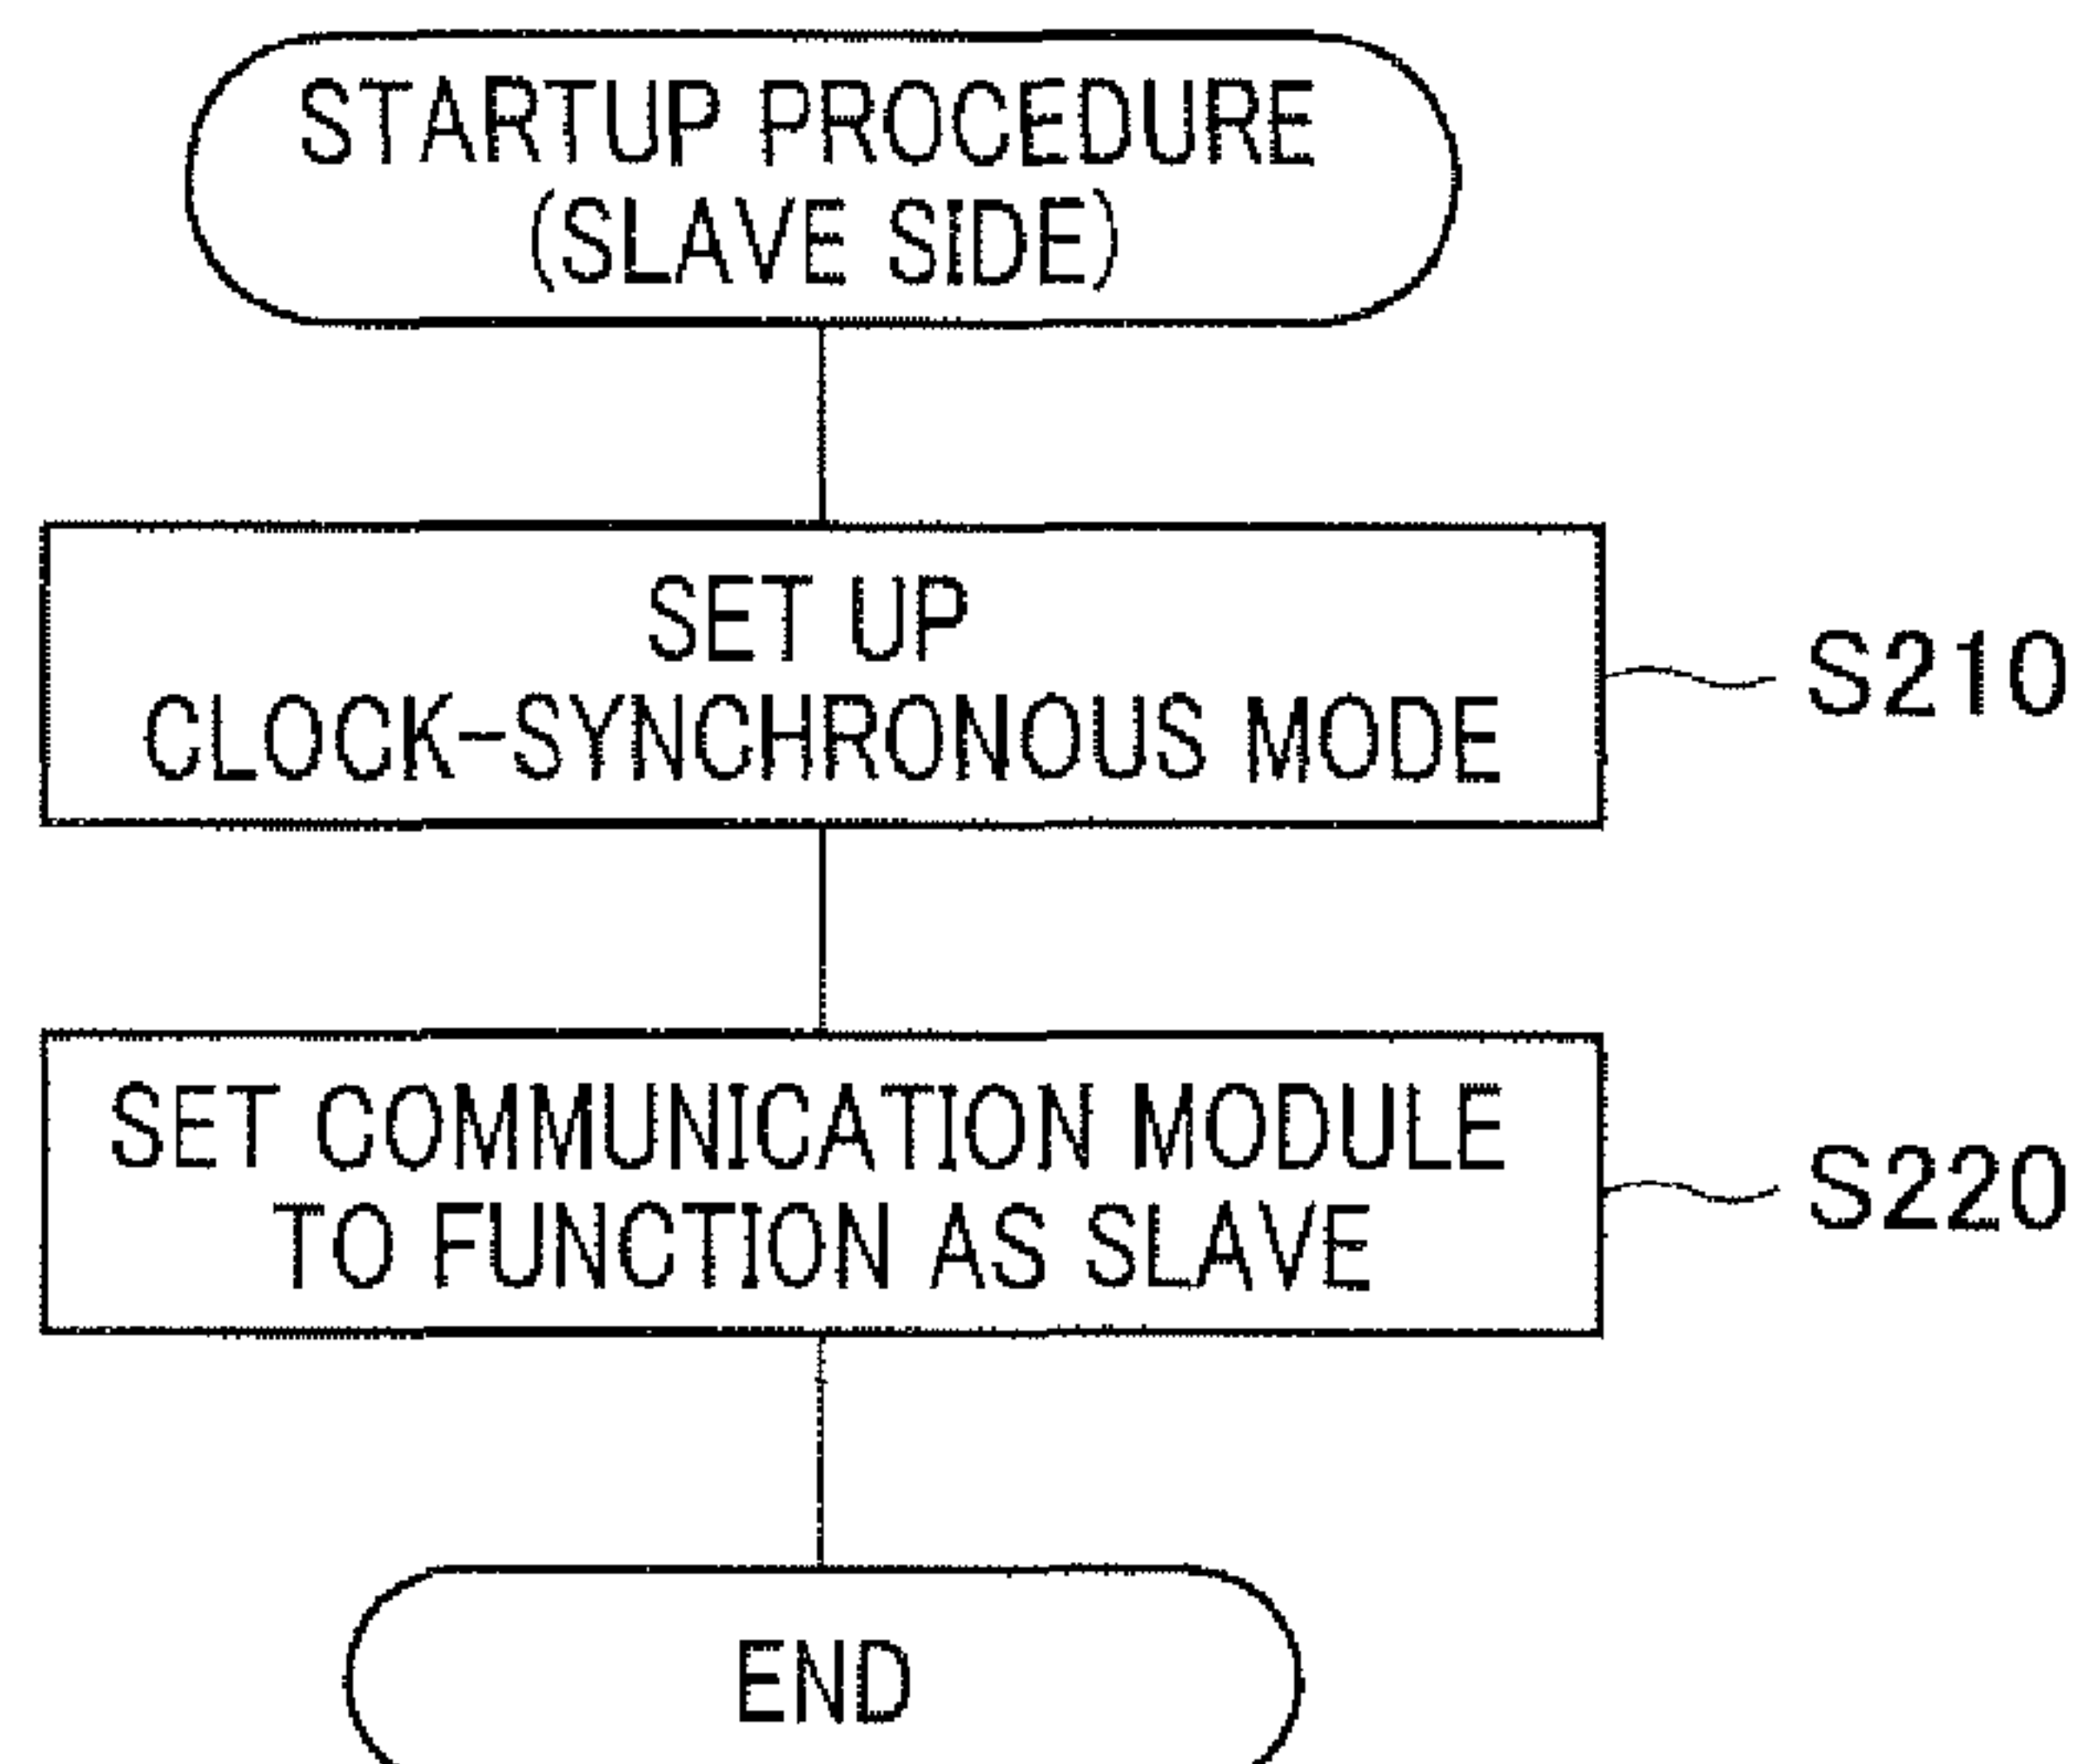 STARTUP PROCEDURE
(SLAVE SIDE)
SET UP
CLOCK-SYNCHRONOUS MODE
S210
SET COMMUNICATION MODULE
TO FUNCTION AS SLAVE
S220
END